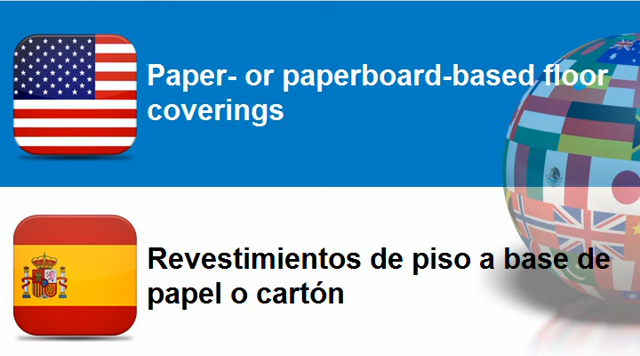 Paper- or paperboard-based floor
coverings
Revestimientos de piso a base de
papel o cartón